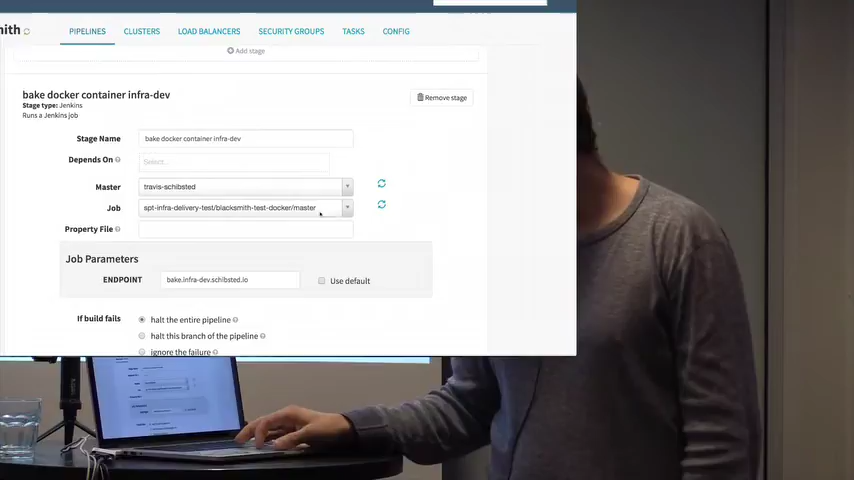 mith
PIPELINES CLUSTERS LOAD BALANCERS SECURITY GROUPS TASKS CONFIG
Add stage
bake docker container infra-dev
Stage type: Jenkins
Runs a Jenkins job
Remove stage
Stage Name bake docker container infra-dev
Depends On Select...
Master travis-schibsted
Job spt-infra-delivery-test/blacksmith-test-docker/master
Property File
Job Parameters
ENDPOINT bake.infra-dev.schibsted.io Use default
If build fails halt the entire pipeline
halt this branch of the pipeline
ignore the failure